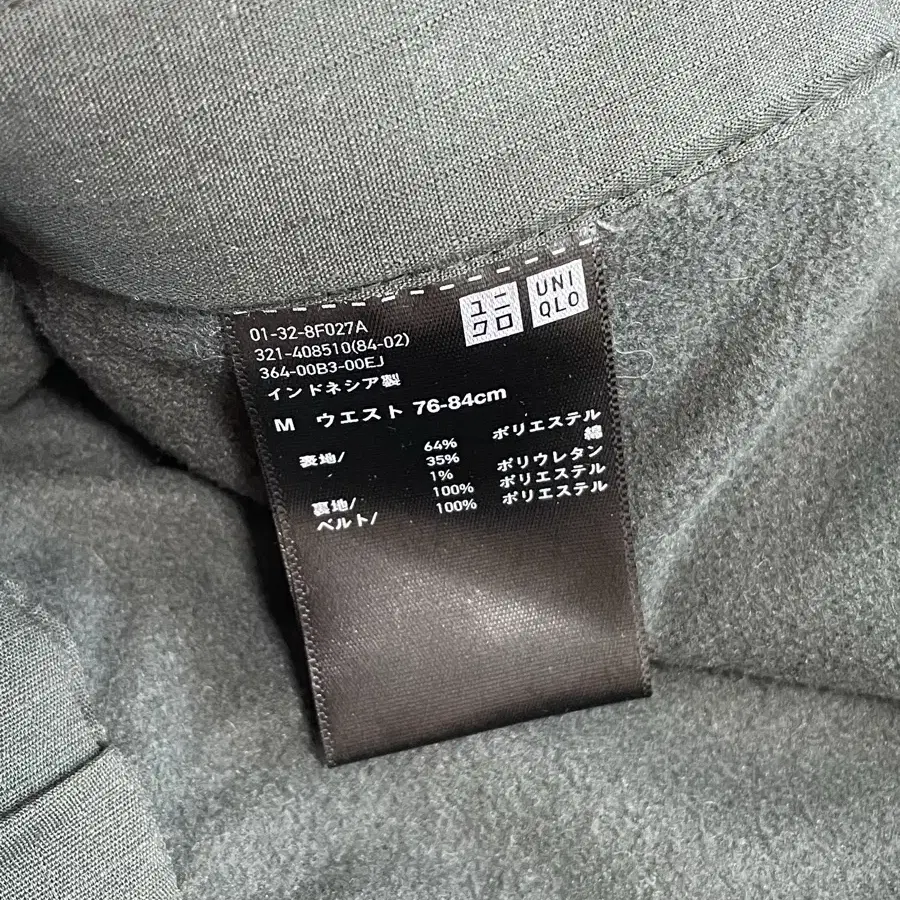 ユニ
クロ
UNI
QLO
01-32-8F027A
321-408510(84-02)
364-00B3-00EJ
インドネシア製
M ウエスト 76-84cm
表地/ 64% ポリエステル
35% 綿
1% ポリウレタン
裏地/ 100% ポリエステル
ベルト/ 100% ポリエステル